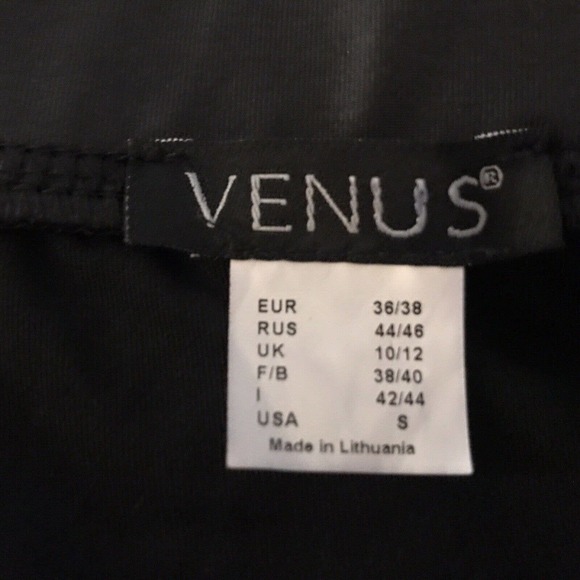 VENUS®
EUR 36/38
RUS 44/46
UK 10/12
F/B 38/40
I 42/44
USA S
Made in Lithuania